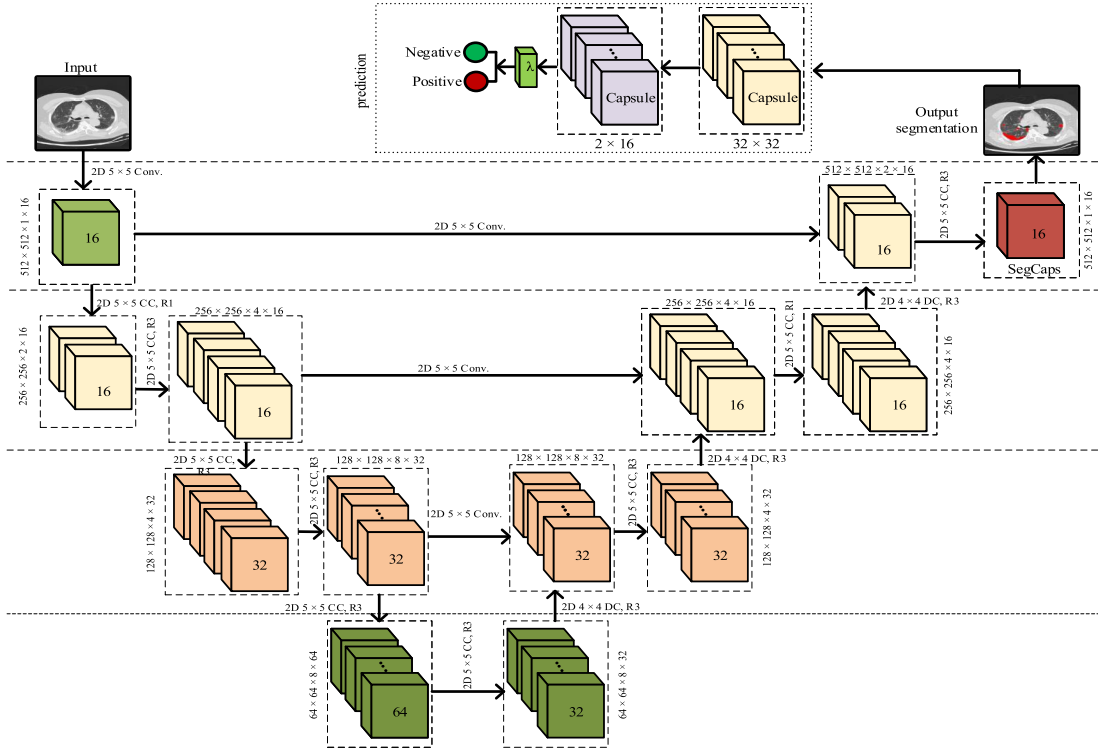 Input
Negative
Positive
λ
Capsule
Capsule
2 × 16
32 × 32
prediction
Output
segmentation
2D 5 × 5 Conv.
512 × 512 × 1 × 16
16
2D 5 × 5 Conv.
512 × 512 × 2 × 16
16
2D 5 × 5 CC, R3
16
SegCaps
512 × 512 × 1 × 16
2D 5 × 5 CC, R1
256 × 256 × 2 × 16
16
2D 5 × 5 CC, R3
256 × 256 × 4 × 16
16
2D 5 × 5 Conv.
256 × 256 × 4 × 16
16
2D 5 × 5 CC, R1
2D 4 × 4 DC, R3
16
256 × 256 × 4 × 16
2D 5 × 5 CC,
R3
128 × 128 × 4 × 32
32
2D 5 × 5 CC, R3
128 × 128 × 8 × 32
32
2D 5 × 5 Conv.
128 × 128 × 8 × 32
32
2D 5 × 5 CC, R3
2D 4 × 4 DC, R3
32
128 × 128 × 4 × 32
2D 5 × 5 CC, R3
64 × 64 × 8 × 64
64
2D 5 × 5 CC, R3
2D 4 × 4 DC, R3
32
64 × 64 × 8 × 32